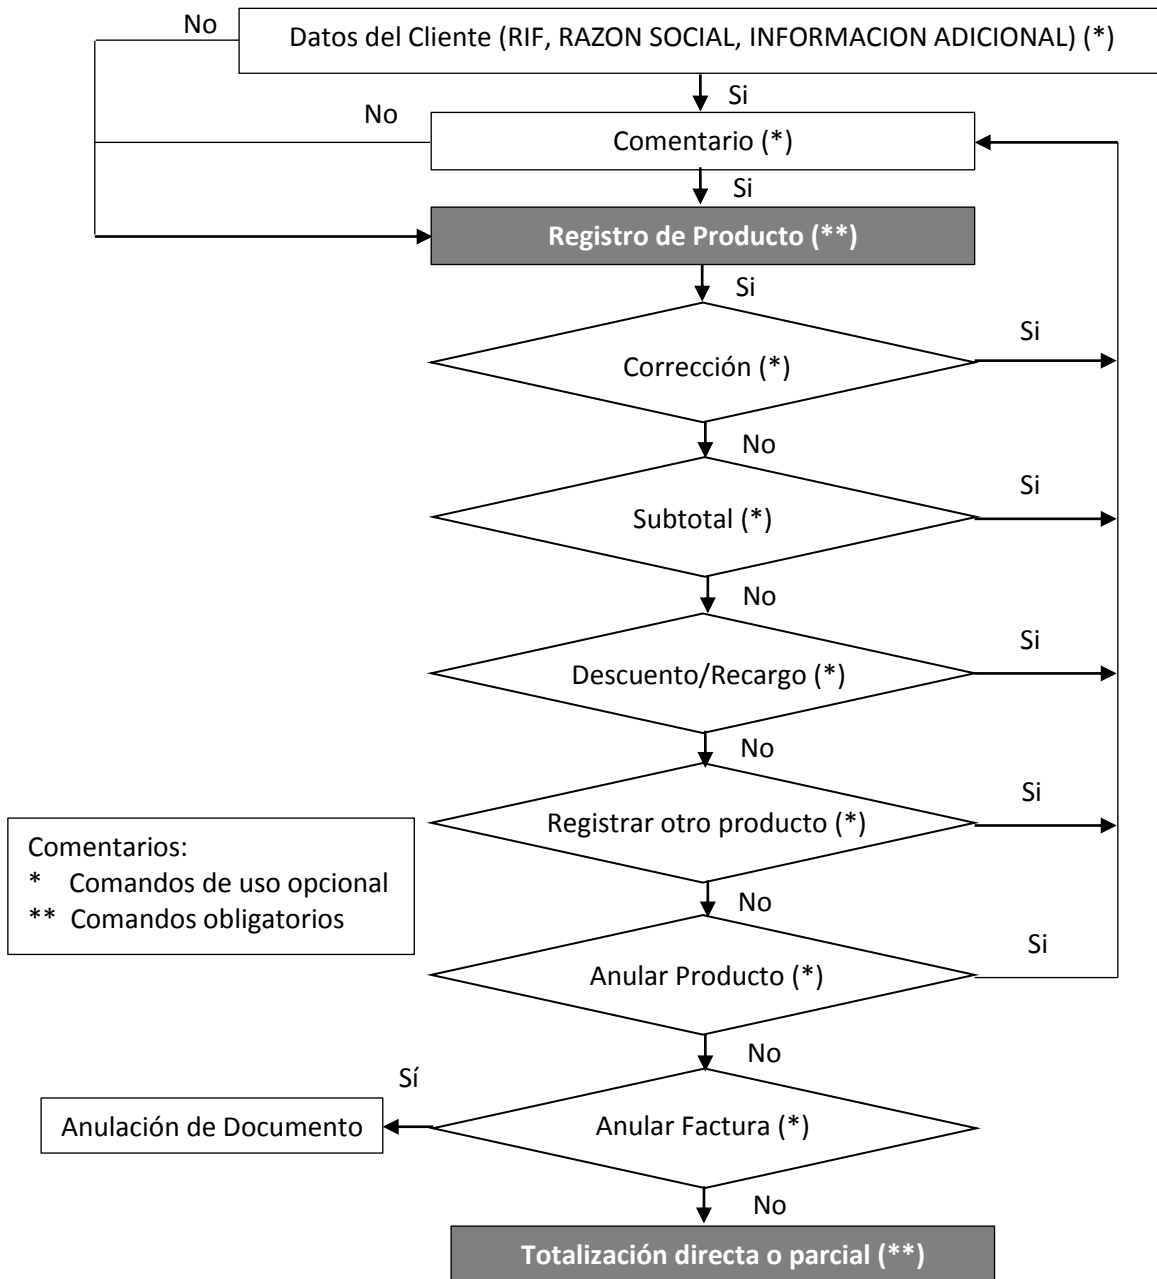 No
Datos del Cliente (RIF, RAZON SOCIAL, INFORMACION ADICIONAL) (*)
Si
No
Comentario (*)
Si
Registro de Producto (**)
Si
Corrección (*)
Si
No
Subtotal (*)
Si
No
Descuento/Recargo (*)
Si
No
Registrar otro producto (*)
Si
Comentarios:
* Comandos de uso opcional
** Comandos obligatorios
No
Anular Producto (*)
Si
No
Sí
Anulación de Documento
Anular Factura (*)
No
Totalización directa o parcial (**)